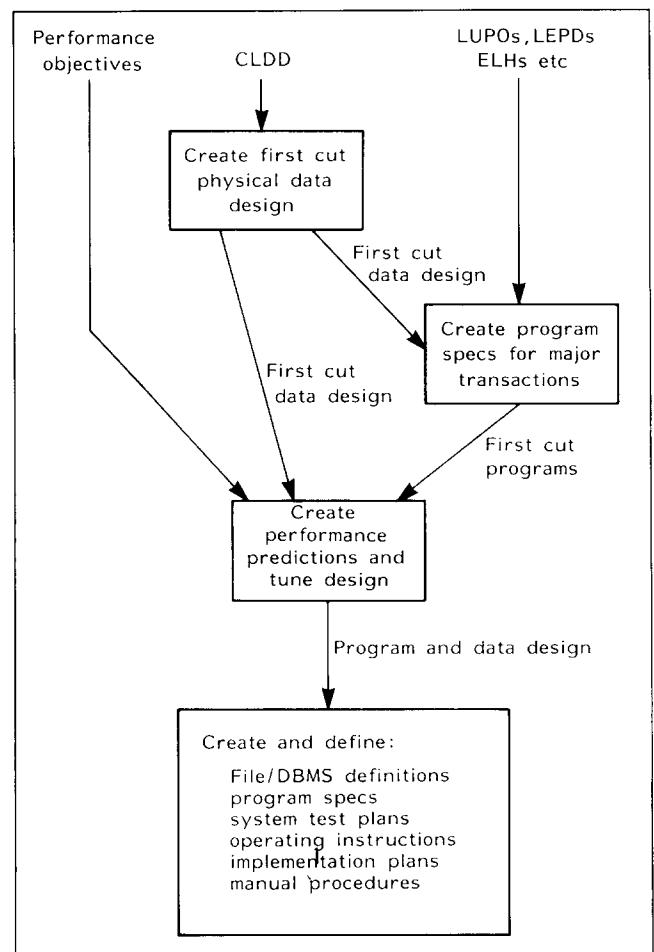 Performance
objectives
CLDD
LUPOs, LEPDs
ELHs etc
Create first cut
physical data
design
First cut
data design
Create program
specs for major
transactions
First cut
data design
First cut
programs
Create
performance
predictions and
tune design
Program and data design
Create and define:
File/DBMS definitions
program specs
system test plans
operating instructions
implementation plans
manual procedures